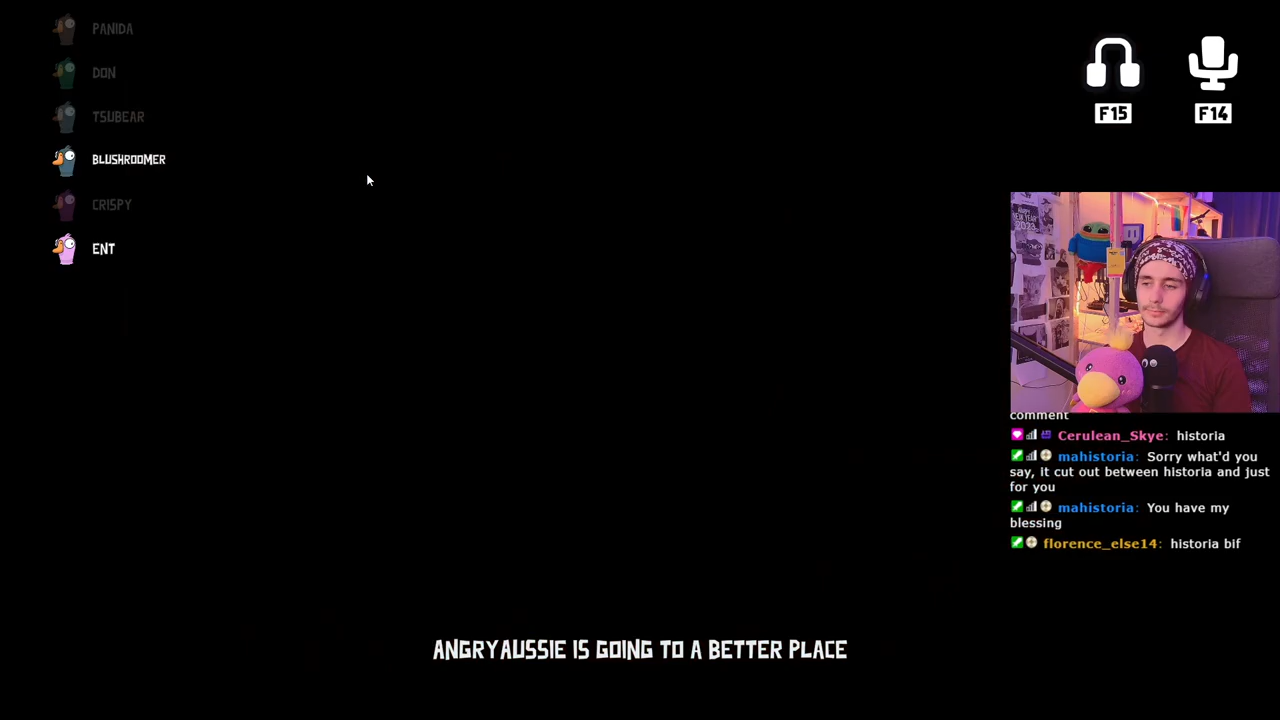 PANIDA
DON
TSUBEAR
BLUSHROOMER
CRISPY
ENT
F15
F14
comment
Cerulean_Skye: historia
mahistoria: Sorry what'd you
say, it cut out between historia and just
for you
mahistoria: You have my
blessing
florence_else14: historia bif
ANGRYAUSSIE IS GOING TO A BETTER PLACE